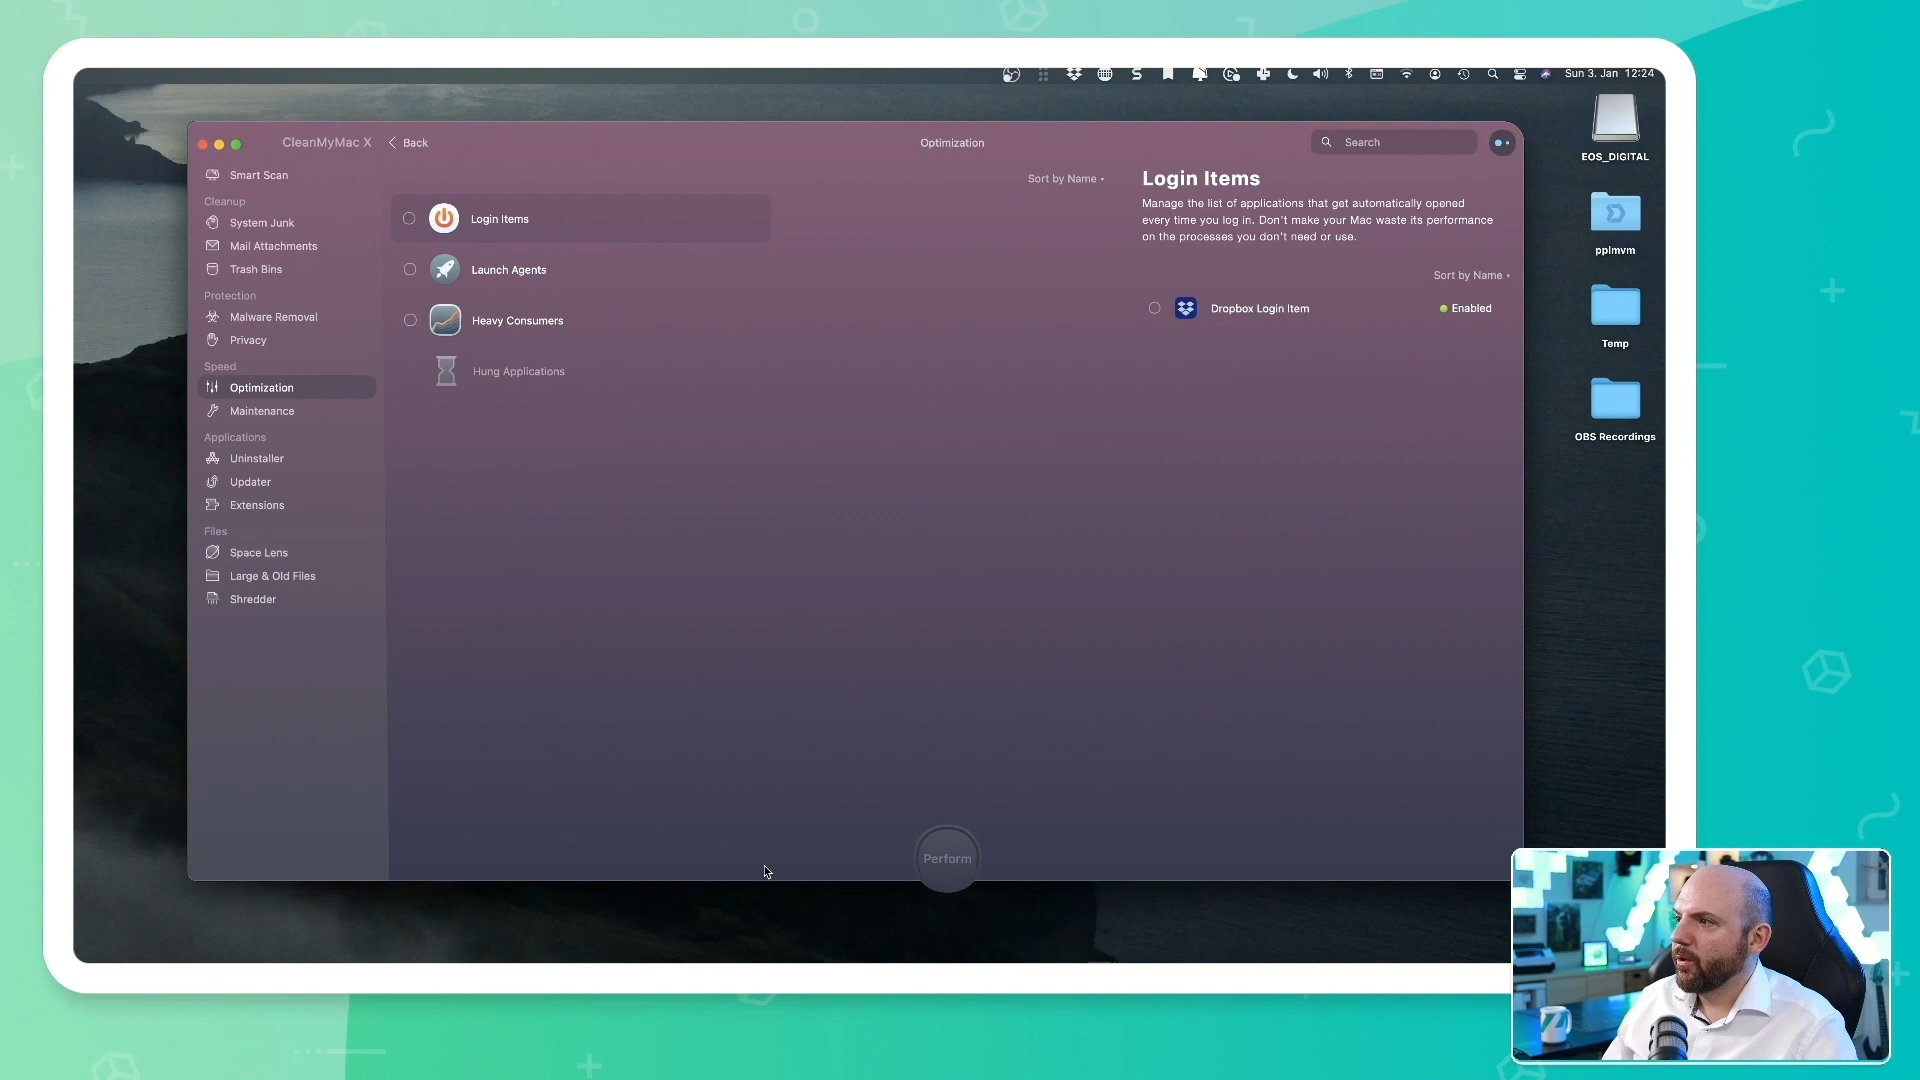 Sun 3. Jan 12:24
EOS_DIGITAL
pplmvm
Temp
OBS Recordings
CleanMyMac X
Back
Optimization
Search
Smart Scan
Cleanup
System Junk
Mail Attachments
Trash Bins
Protection
Malware Removal
Privacy
Speed
Optimization
Maintenance
Applications
Uninstaller
Updater
Extensions
Files
Space Lens
Large & Old Files
Shredder
Sort by Name
Login Items
Launch Agents
Heavy Consumers
Hung Applications
Login Items
Manage the list of applications that get automatically opened
every time you log in. Don't make your Mac waste its performance
on the processes you don't need or use.
Sort by Name
Dropbox Login Item
Enabled
Perform